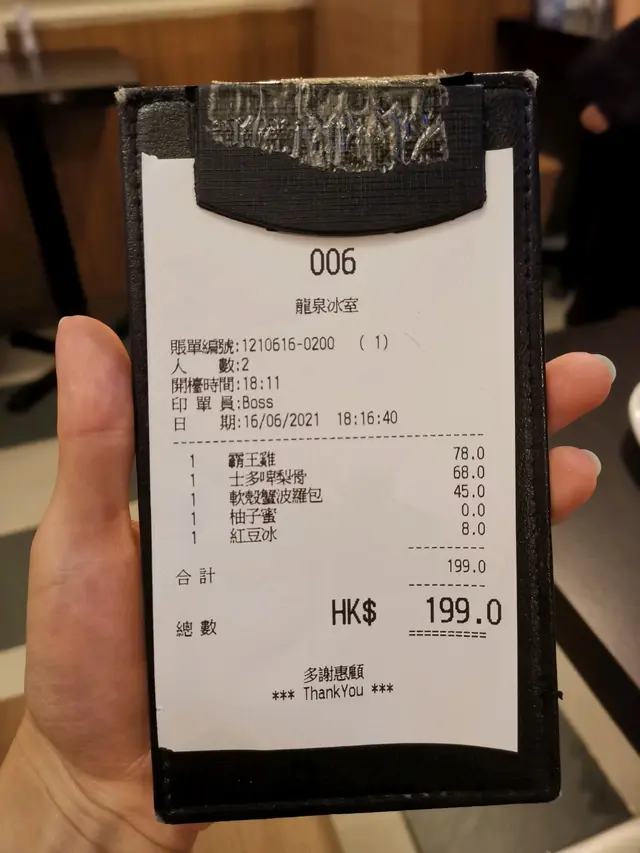 006
龍泉冰室
賬單編號:1210616-0200 ( 1)
人 數:2
開檯時間:18:11
印 單 員:Boss
日 期:16/06/2021 18:16:40
1 霸王雞 78.0
1 士多啤梨骨 68.0
1 軟殼蟹波羅包 45.0
1 柚子蜜 0.0
1 紅豆冰 8.0
合 計 199.0
總 數 HK$ 199.0
多謝惠顧
*** ThankYou ***